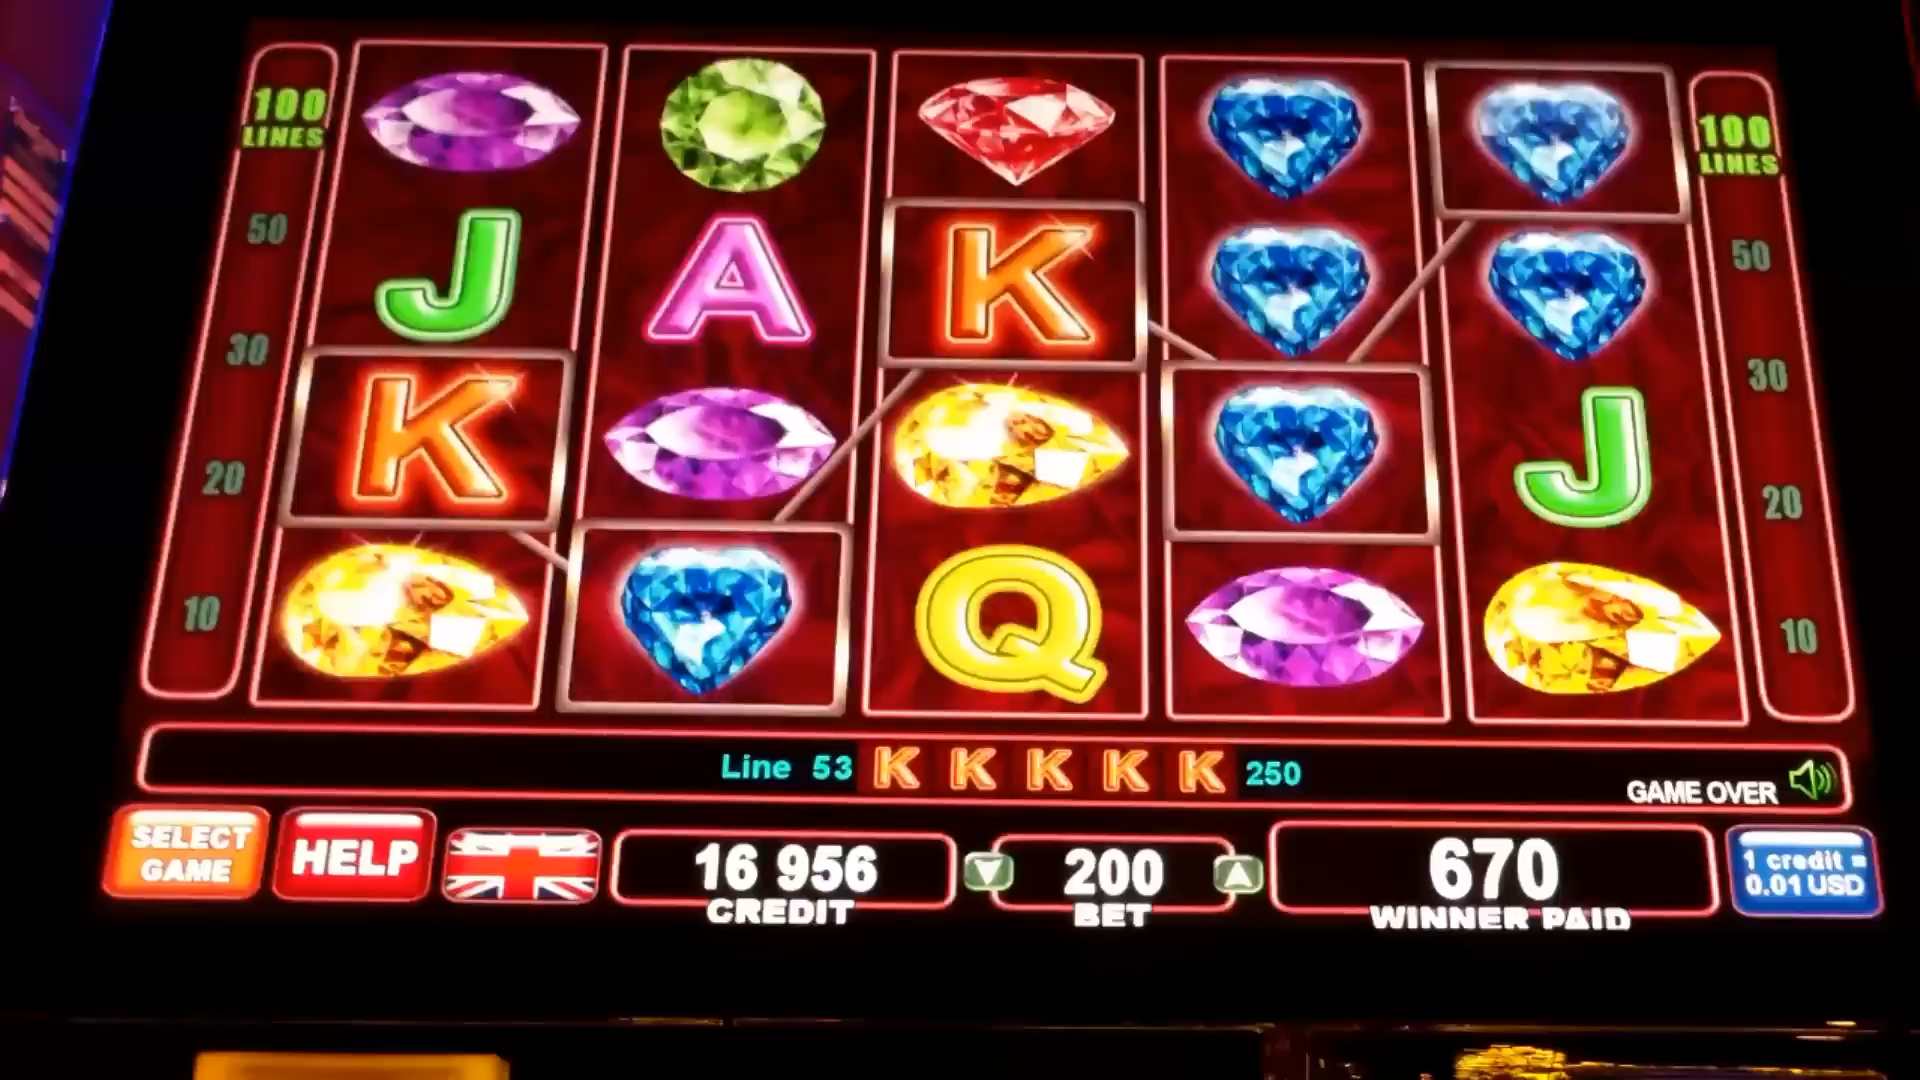 100
LINES
50
30
20
10
J
A
K
K
J
Q
100
LINES
50
30
20
10
Line 53 K K K K K 250
GAME OVER
SELECT
GAME
HELP
16 956
CREDIT
200
BET
670
WINNER PAID
1 credit =
0.01 USD